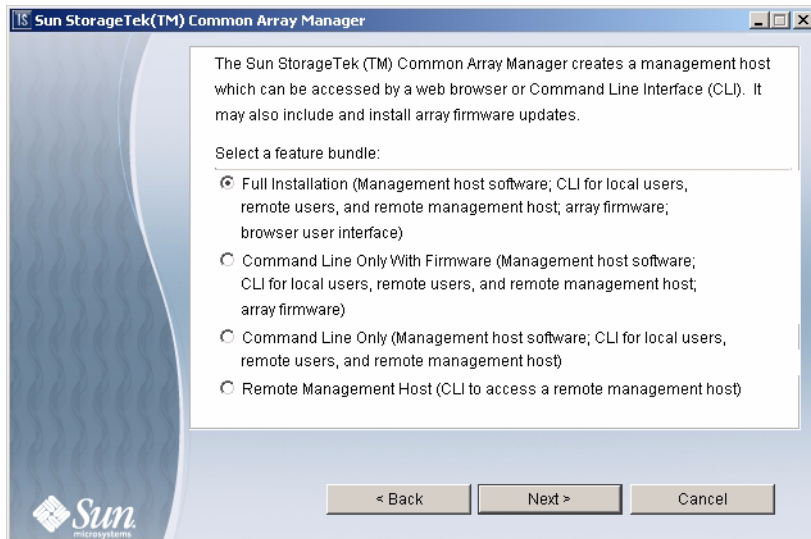 TS Sun StorageTek(TM) Common Array Manager
The Sun StorageTek (TM) Common Array Manager creates a management host
which can be accessed by a web browser or Command Line Interface (CLI). It
may also include and install array firmware updates.
Select a feature bundle:
Full Installation (Management host software; CLI for local users,
remote users, and remote management host; array firmware;
browser user interface)
Command Line Only With Firmware (Management host software;
CLI for local users, remote users, and remote management host;
array firmware)
Command Line Only (Management host software; CLI for local users,
remote users, and remote management host)
Remote Management Host (CLI to access a remote management host)
< Back Next > Cancel
Sun
microsystems